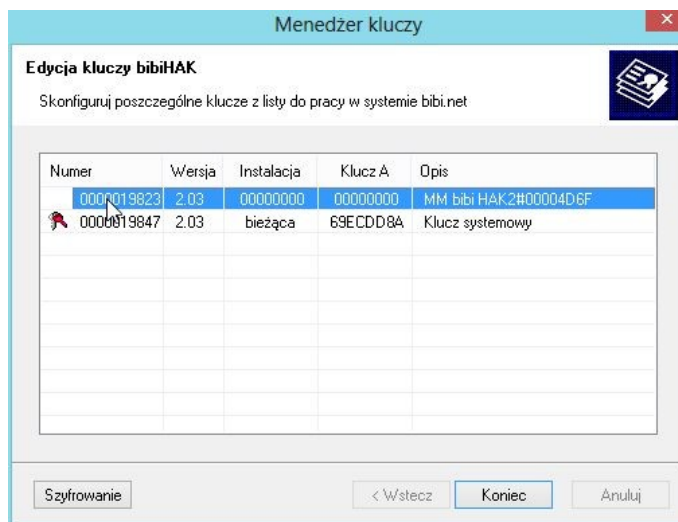 Menedżer kluczy
Edycja kluczy bibiHAK
Skonfiguruj poszczególne klucze z listy do pracy w systemie bibi.net
Numer Wersja Instalacja Klucz A Opis
0000019823 2.03 00000000 00000000 MM bibi HAK2#00004D6F
0000019847 2.03 bieżąca 69ECDD8A Klucz systemowy
Szyfrowanie < Wstecz Koniec Anuluj